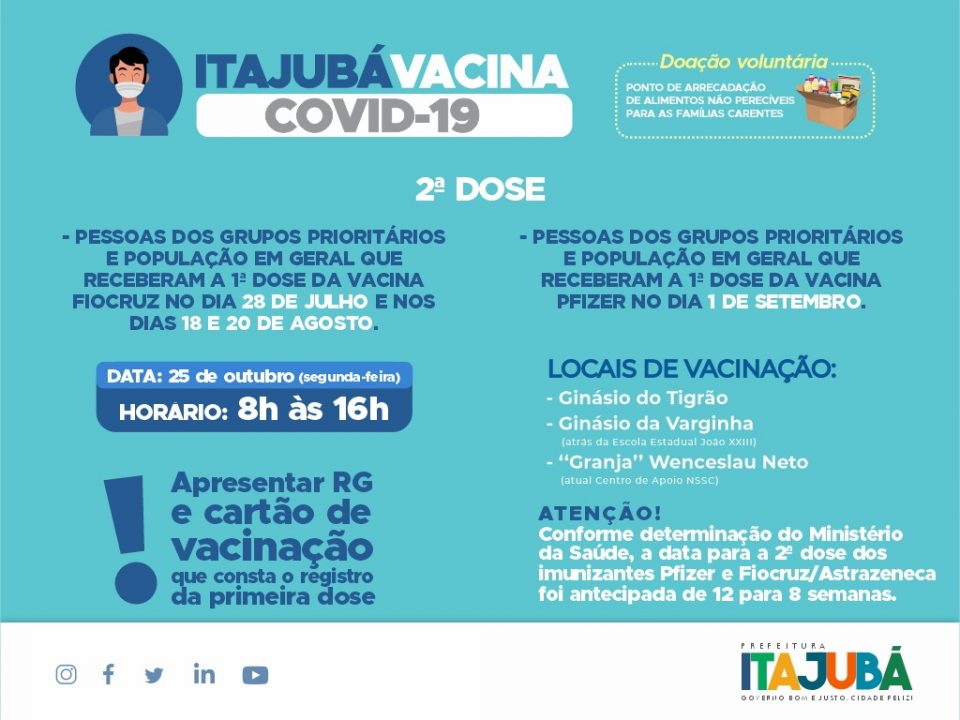 ITAJUBÁ VACINA
COVID-19
Doação voluntária
PONTO DE ARRECADAÇÃO
DE ALIMENTOS NÃO PERECÍVEIS
PARA AS FAMÍLIAS CARENTES
2ª DOSE
- PESSOAS DOS GRUPOS PRIORITÁRIOS
E POPULAÇÃO EM GERAL QUE
RECEBERAM A 1ª DOSE DA VACINA
FIOCRUZ NO DIA 28 DE JULHO E NOS
DIAS 18 E 20 DE AGOSTO.
- PESSOAS DOS GRUPOS PRIORITÁRIOS
E POPULAÇÃO EM GERAL QUE
RECEBERAM A 1ª DOSE DA VACINA
PFIZER NO DIA 1 DE SETEMBRO.
DATA: 25 de outubro (segunda-feira)
HORÁRIO: 8h às 16h
! Apresentar RG
e cartão de
vacinação
que consta o registro
da primeira dose
LOCAIS DE VACINAÇÃO:
- Ginásio do Tigrão
- Ginásio da Varginha
(atrás da Escola Estadual João XXIII)
- “Granja” Wenceslau Neto
(atual Centro de Apoio NSSC)
ATENÇÃO!
Conforme determinação do Ministério
da Saúde, a data para a 2ª dose dos
imunizantes Pfizer e Fiocruz/Astrazeneca
foi antecipada de 12 para 8 semanas.
PREFEITURA
ITAJUBÁ
GOVERNO BOM E JUSTO. CIDADE FELIZ!